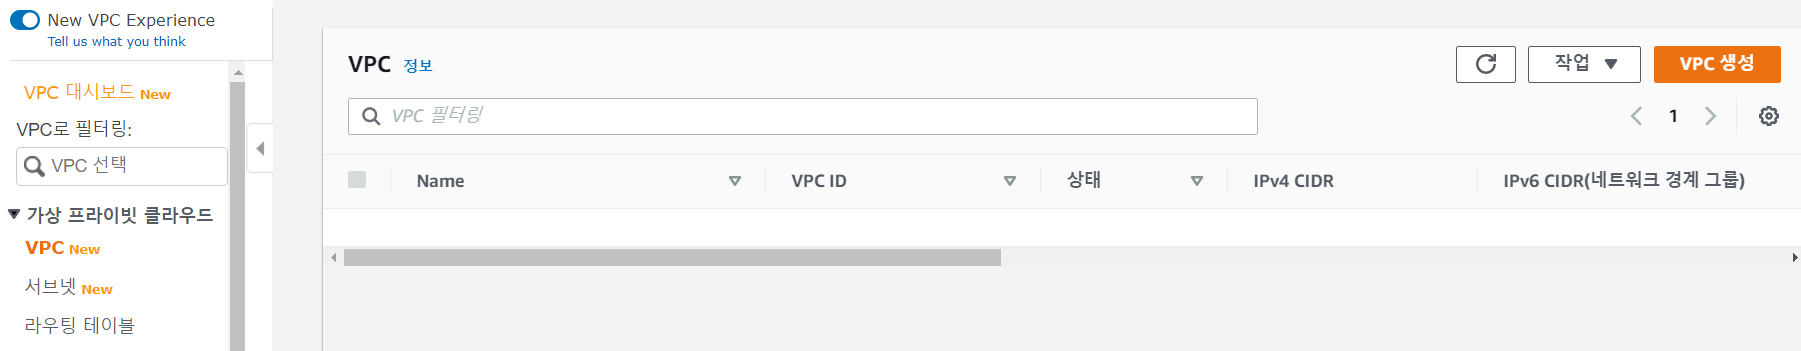 New VPC Experience
Tell us what you think
VPC 대시보드 New
VPC로 필터링:
VPC 선택
가상 프라이빗 클라우드
VPC New
서브넷 New
라우팅 테이블
VPC 정보
작업
VPC 생성
VPC 필터링
1
Name VPC ID 상태 IPv4 CIDR IPv6 CIDR(네트워크 경계 그룹)